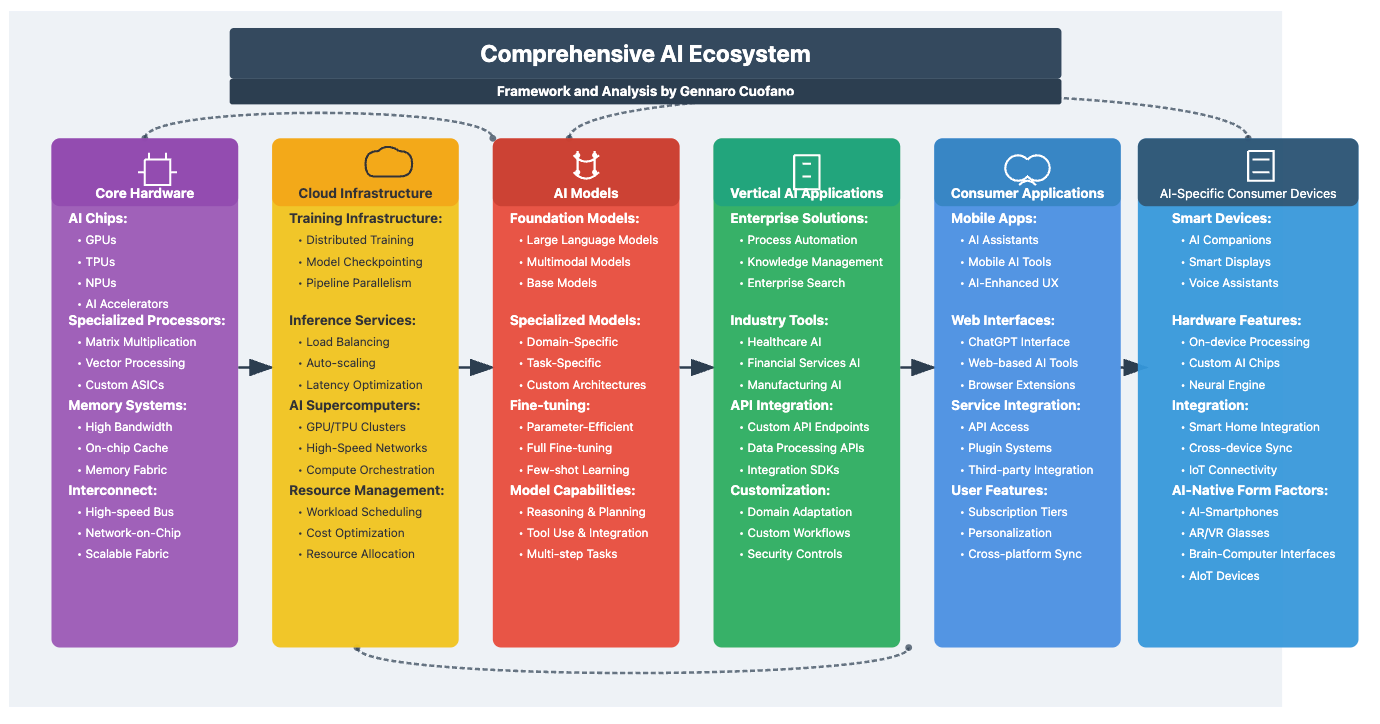 Comprehensive AI Ecosystem
Framework and Analysis by Gennaro Cuofano
Core Hardware
AI Chips:
• GPUs
• TPUs
• NPUs
• AI Accelerators
Specialized Processors:
• Matrix Multiplication
• Vector Processing
• Custom ASICs
Memory Systems:
• High Bandwidth
• On-chip Cache
• Memory Fabric
Interconnect:
• High-speed Bus
• Network-on-Chip
• Scalable Fabric
Cloud Infrastructure
Training Infrastructure:
• Distributed Training
• Model Checkpointing
• Pipeline Parallelism
Inference Services:
• Load Balancing
• Auto-scaling
• Latency Optimization
AI Supercomputers:
• GPU/TPU Clusters
• High-Speed Networks
• Compute Orchestration
Resource Management:
• Workload Scheduling
• Cost Optimization
• Resource Allocation
AI Models
Foundation Models:
• Large Language Models
• Multimodal Models
• Base Models
Specialized Models:
• Domain-Specific
• Task-Specific
• Custom Architectures
Fine-tuning:
• Parameter-Efficient
• Full Fine-tuning
• Few-shot Learning
Model Capabilities:
• Reasoning & Planning
• Tool Use & Integration
• Multi-step Tasks
Vertical AI Applications
Enterprise Solutions:
• Process Automation
• Knowledge Management
• Enterprise Search
Industry Tools:
• Healthcare AI
• Financial Services AI
• Manufacturing AI
API Integration:
• Custom API Endpoints
• Data Processing APIs
• Integration SDKs
Customization:
• Domain Adaptation
• Custom Workflows
• Security Controls
Consumer Applications
Mobile Apps:
• AI Assistants
• Mobile AI Tools
• AI-Enhanced UX
Web Interfaces:
• ChatGPT Interface
• Web-based AI Tools
• Browser Extensions
Service Integration:
• API Access
• Plugin Systems
• Third-party Integration
User Features:
• Subscription Tiers
• Personalization
• Cross-platform Sync
AI-Specific Consumer Devices
Smart Devices:
• AI Companions
• Smart Displays
• Voice Assistants
Hardware Features:
• On-device Processing
• Custom AI Chips
• Neural Engine
Integration:
• Smart Home Integration
• Cross-device Sync
• IoT Connectivity
AI-Native Form Factors:
• AI-Smartphones
• AR/VR Glasses
• Brain-Computer Interfaces
• AIoT Devices